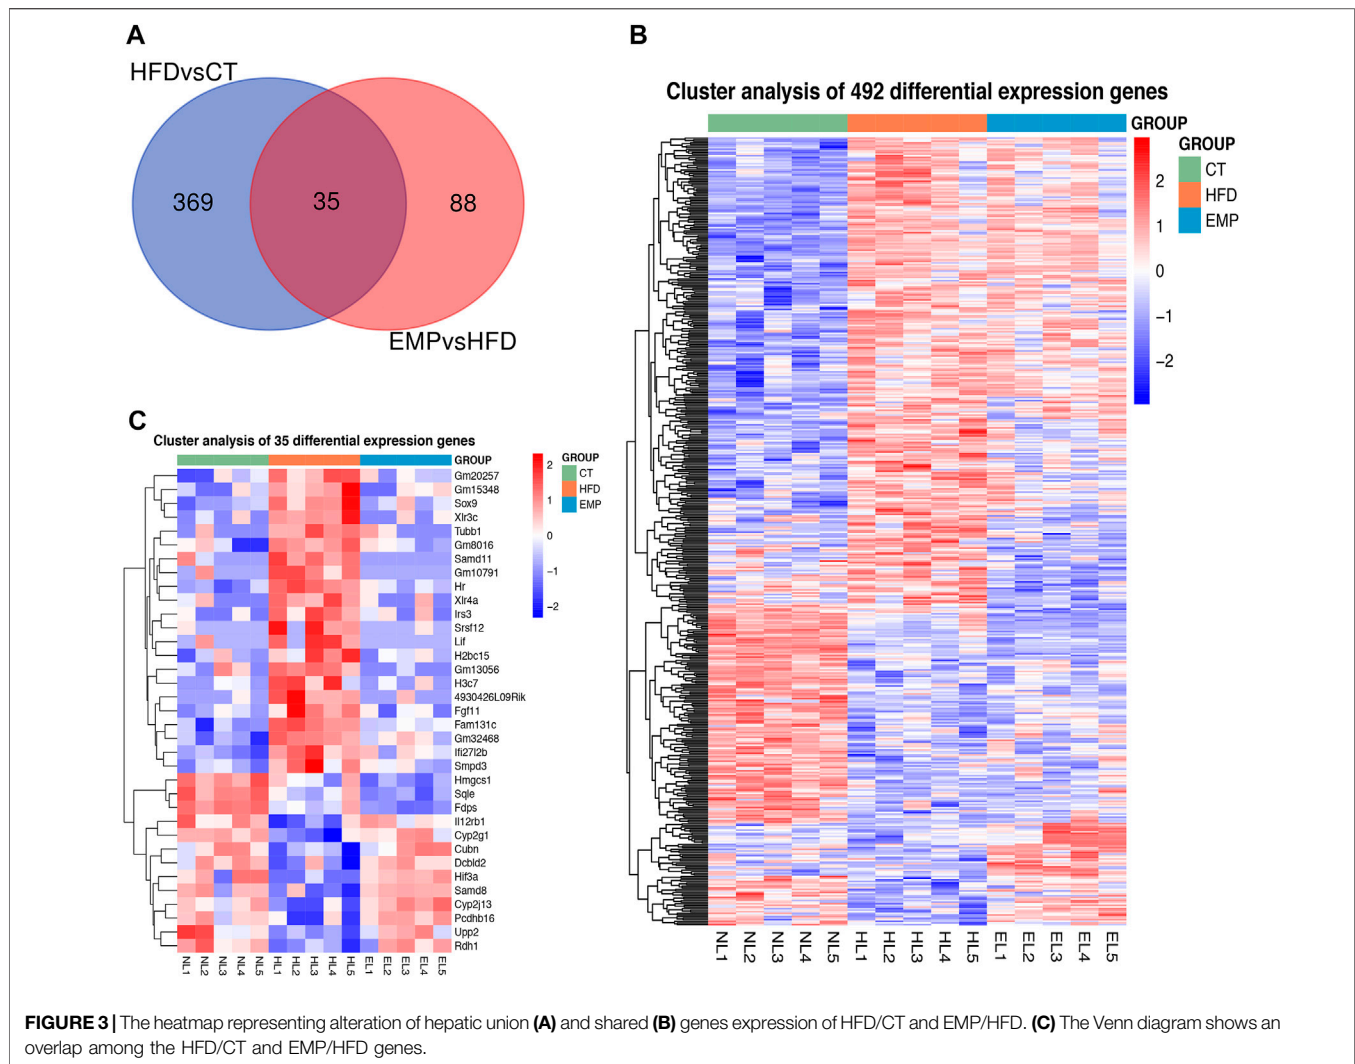 A
HFDvsCT
369
35
88
EMPvsHFD
B
Cluster analysis of 492 differential expression genes
GROUP
2
1
0
−1
−2
GROUP
CT
HFD
EMP
NL1
NL2
NL3
NL4
NL5
HL1
HL2
HL3
HL4
HL5
EL1
EL2
EL3
EL4
EL5
C
Cluster analysis of 35 differential expression genes
GROUP
Gm20257
Gm15348
Sox9
Xlr3c
Tubb1
Gm8016
Samd11
Gm10791
Hr
Xlr4a
Irs3
Srsf12
Lif
H2bc15
Gm13056
H3c7
4930426L09Rik
Fgf11
Fam131c
Gm32468
Ifi27l2b
Smpd3
Hmgcs1
Sqle
Fdps
Il12rb1
Cyp2g1
Cubn
Dcbld2
Hif3a
Samd8
Cyp2j13
Pcdhb16
Upp2
Rdh1
2
1
0
−1
−2
GROUP
CT
HFD
EMP
NL1
NL2
NL3
NL4
NL5
HL1
HL2
HL3
HL4
HL5
EL1
EL2
EL3
EL4
EL5
FIGURE 3 | The heatmap representing alteration of hepatic union (A) and shared (B) genes expression of HFD/CT and EMP/HFD. (C) The Venn diagram shows an
overlap among the HFD/CT and EMP/HFD genes.